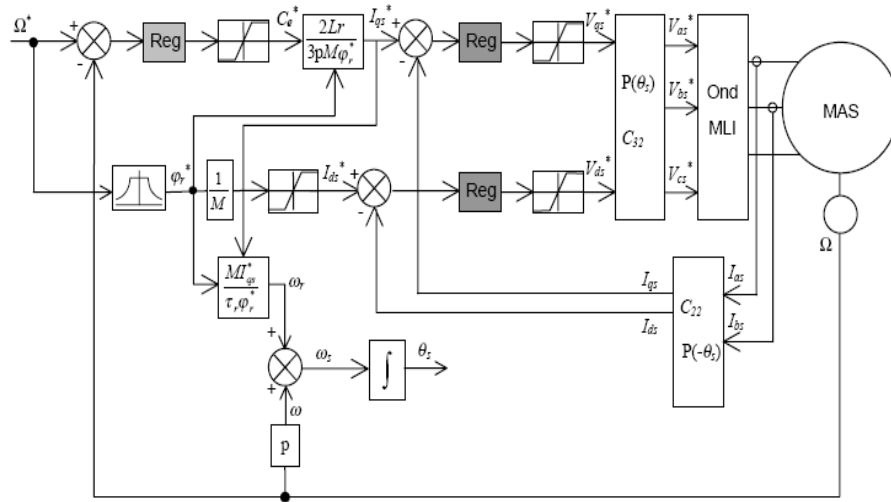 Ω*
+
-
Reg
Ce*
2Lr
3pMφr*
Iqs*
+
-
Reg
Vqs*
P(θs)
C32
Vas*
Vbs*
Vcs*
Ond
MLI
MAS
φr*
1
M
Ids*
+
-
Reg
Vds*
Ω
MI*qs
τrφr*
ωr
Iqs
Ids
C22
P(-θs)
Ias
Ibs
+
+
ωs
∫
θs
ω
p